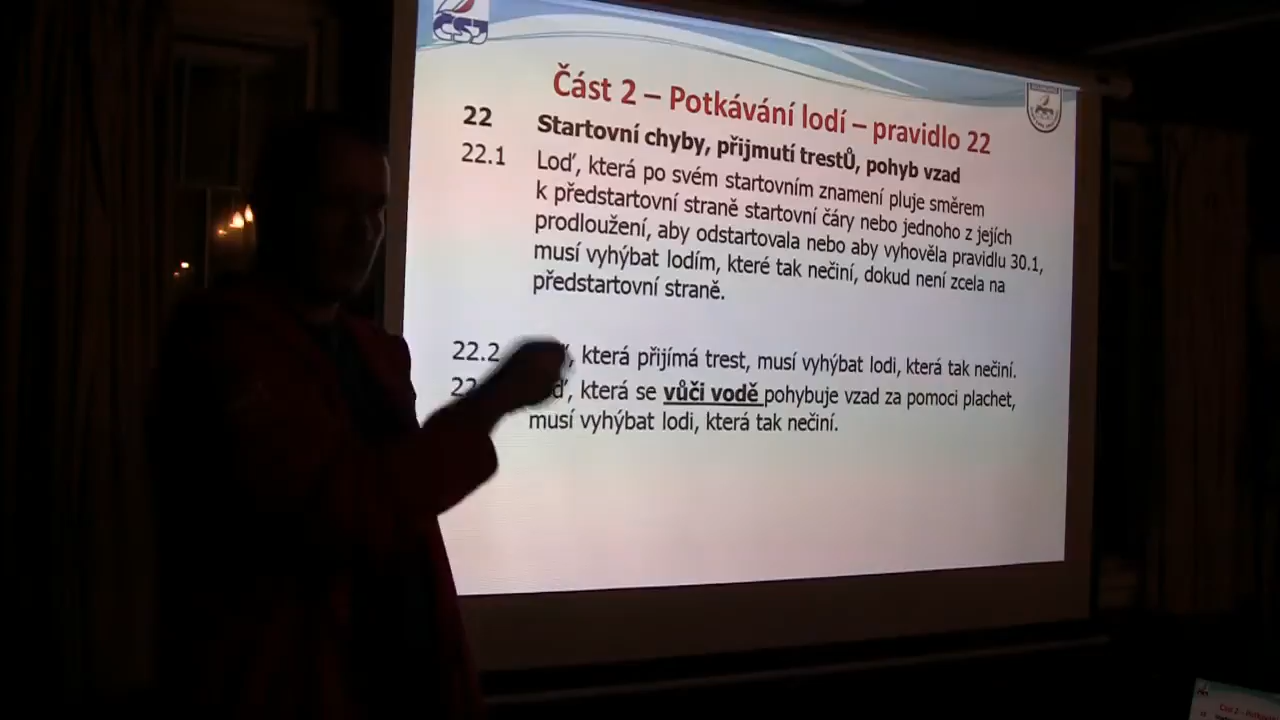 ČSJ
Část 2 – Potkávání lodí – pravidlo 22
22 Startovní chyby, přijmutí trestŮ, pohyb vzad
22.1 Loď, která po svém startovním znamení pluje směrem
k předstartovní straně startovní čáry nebo jednoho z jejích
prodloužení, aby odstartovala nebo aby vyhověla pravidlu 30.1,
musí vyhýbat lodím, které tak nečiní, dokud není zcela na
předstartovní straně.
22.2 , která přijímá trest, musí vyhýbat lodi, která tak nečiní.
22 , která se vůči vodě pohybuje vzad za pomoci plachet,
musí vyhýbat lodi, která tak nečiní.